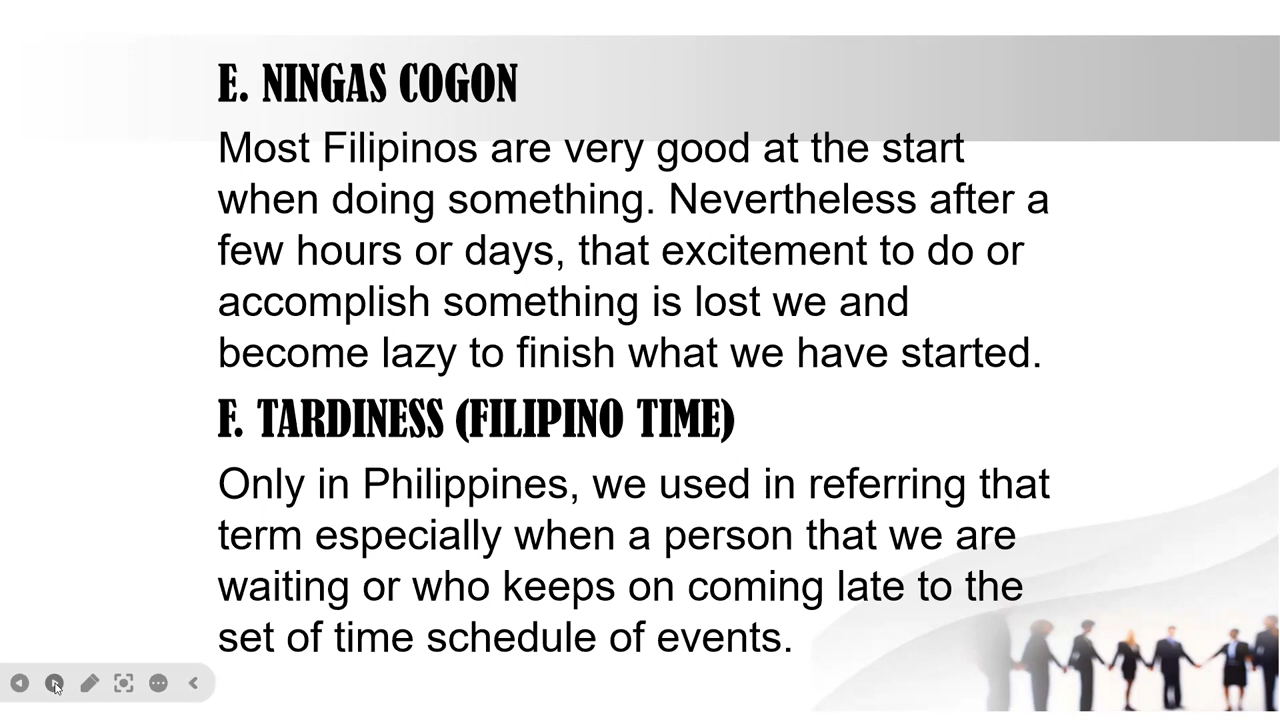 E. NINGAS COGON
Most Filipinos are very good at the start
when doing something. Nevertheless after a
few hours or days, that excitement to do or
accomplish something is lost we and
become lazy to finish what we have started.
F. TARDINESS (FILIPINO TIME)
Only in Philippines, we used in referring that
term especially when a person that we are
waiting or who keeps on coming late to the
set of time schedule of events.